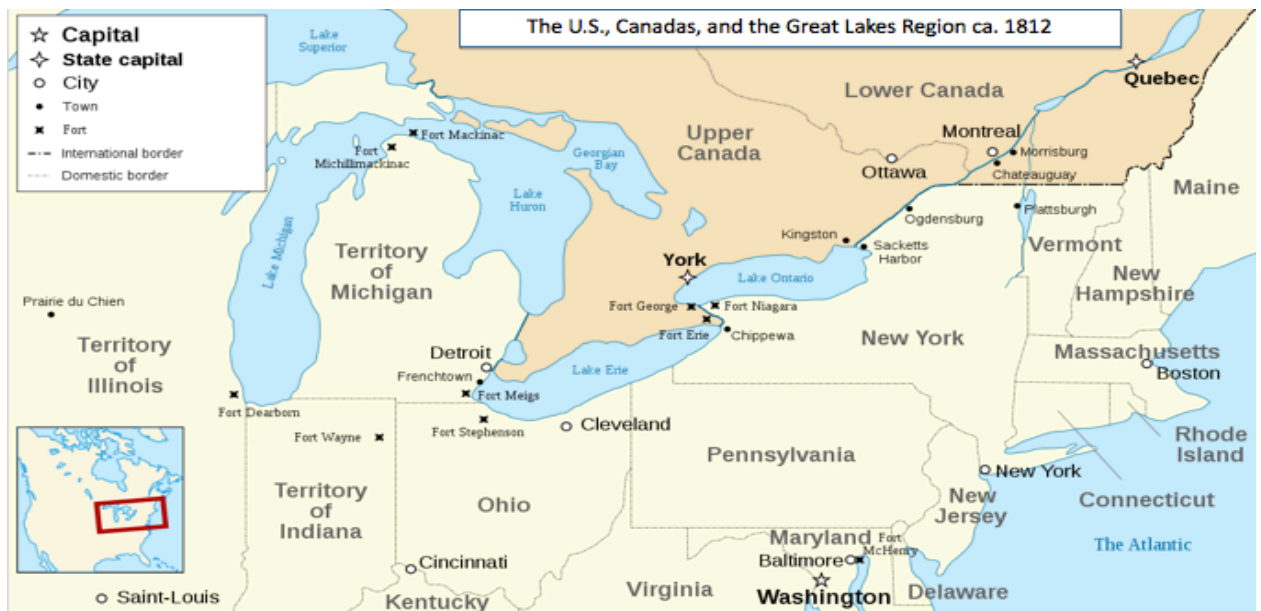 The U.S., Canadas, and the Great Lakes Region ca. 1812
Capital
State capital
City
Town
Fort
International border
Domestic border
Lake
Superior
Quebec
Lower Canada
Upper
Canada
Montreal
Morrisburg
Chateauguay
Ottawa
Fort Mackinac
Fort
Michillimackinac
Georgian
Bay
Lake
Huron
Lake Michigan
Maine
Ogdensburg
Plattsburgh
Vermont
New
Hampshire
Kingston
Sacketts
Harbor
York
Lake Ontario
Territory
of
Michigan
Prairie du Chien
Fort George
Fort Niagara
Fort Erie
Chippewa
New York
Territory
of
Illinois
Detroit
Frenchtown
Lake Erie
Massachusetts
Boston
Fort Dearborn
Fort Meigs
Fort Stephenson
Cleveland
Fort Wayne
Rhode
Island
Pennsylvania
New York
Connecticut
Territory
of
Indiana
Ohio
New
Jersey
Maryland
Fort
McHenry
Baltimore
The Atlantic
Cincinnati
Virginia
Washington
Delaware
Saint-Louis
Kentucky